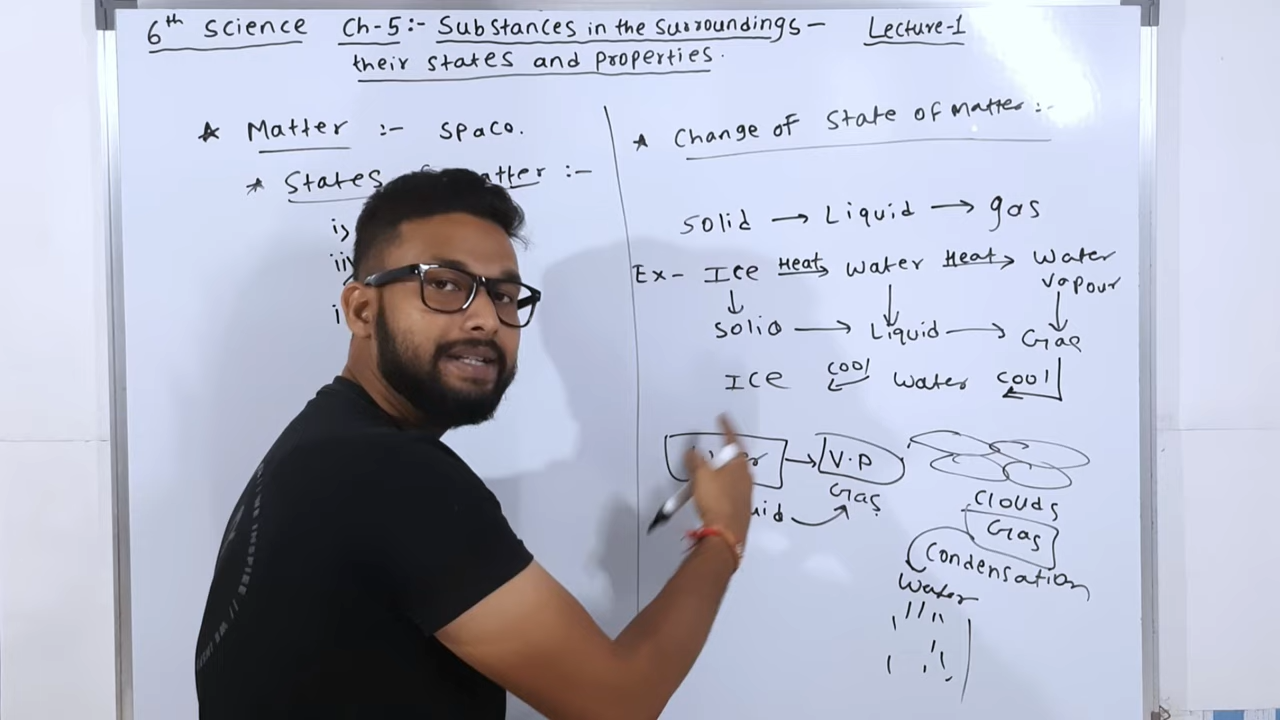 6th science Ch-5:- Substances in the Surroundings - Lecture-1
their states and properties.
* Matter :- Space.
* States matter :-
i>
ii>
i
* Change of State of Matter :-
Solid → Liquid → gas
Ex- Ice Heat → Water Heat → Water
Vapour
↓ ↓ ↓
Solid → Liquid → Gas
Ice cool ← Water cool ←
→ V.P
Gas
Clouds
Gas
Condensation
Water